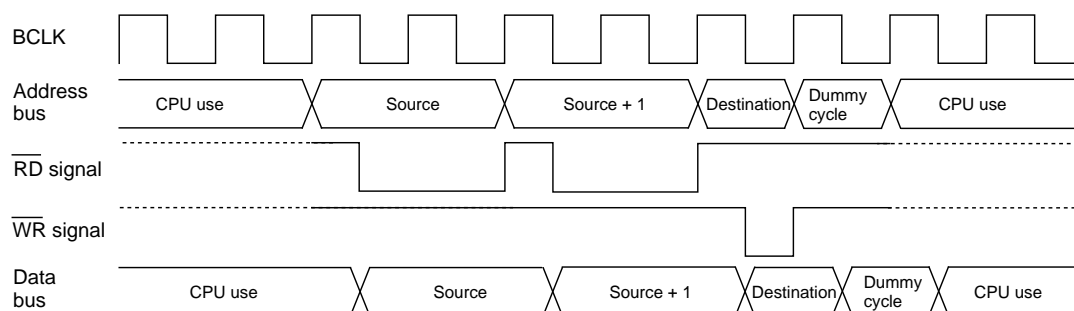 BCLK
Address
bus
CPU use
Source
Source + 1
Destination
Dummy
cycle
CPU use
RD signal
WR signal
Data
bus
CPU use
Source
Source + 1
Destination
Dummy
cycle
CPU use